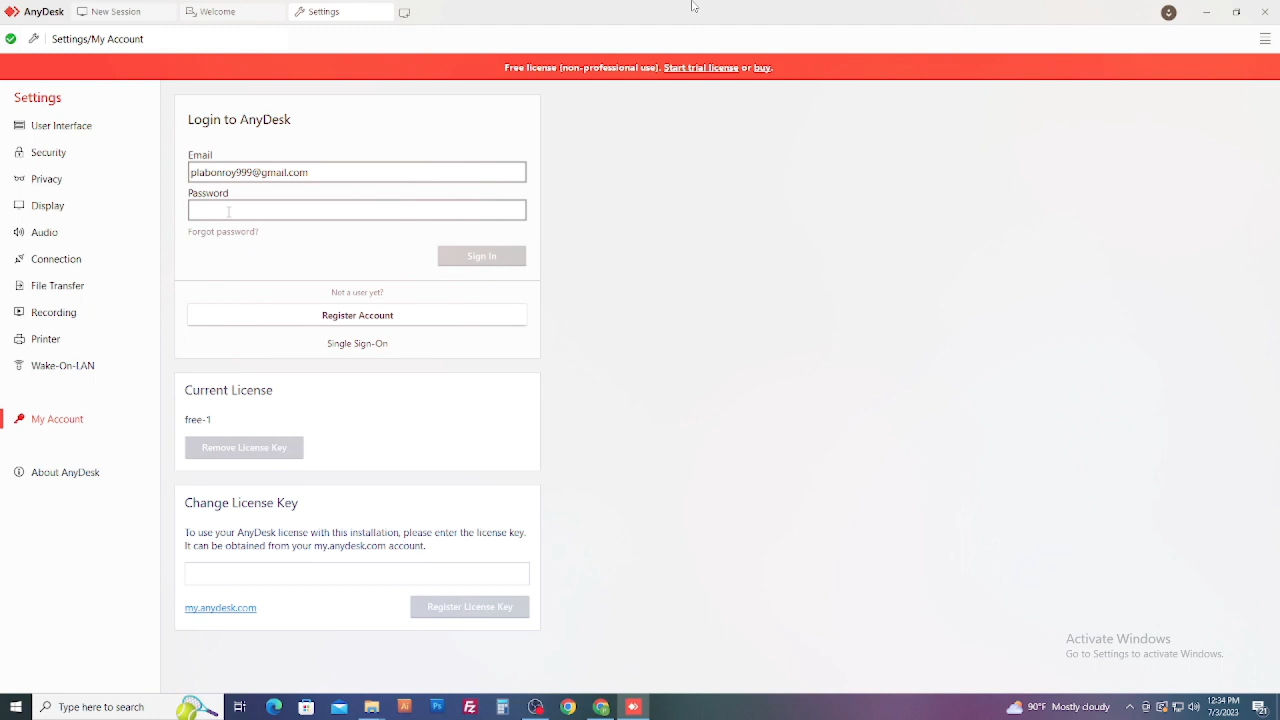 AnyDesk
New Session
Welcome
Settings
Settings/My Account
Free license [non-professional use]. Start trial license or buy.
Settings
User Interface
Security
Privacy
Display
Audio
Connection
File Transfer
Recording
Printer
Wake-On-LAN
My Account
About AnyDesk
Login to AnyDesk
Email
plabonroy999@gmail.com
Password
Forgot password?
Sign In
Not a user yet?
Register Account
Single Sign-On
Current License
free-1
Remove License Key
Change License Key
To use your AnyDesk license with this installation, please enter the license key.
It can be obtained from your my.anydesk.com account.
my.anydesk.com
Register License Key
Activate Windows
Go to Settings to activate Windows.
Type here to search
Ai
Ps
Fz
90°F Mostly cloudy
12:34 PM
7/3/2023